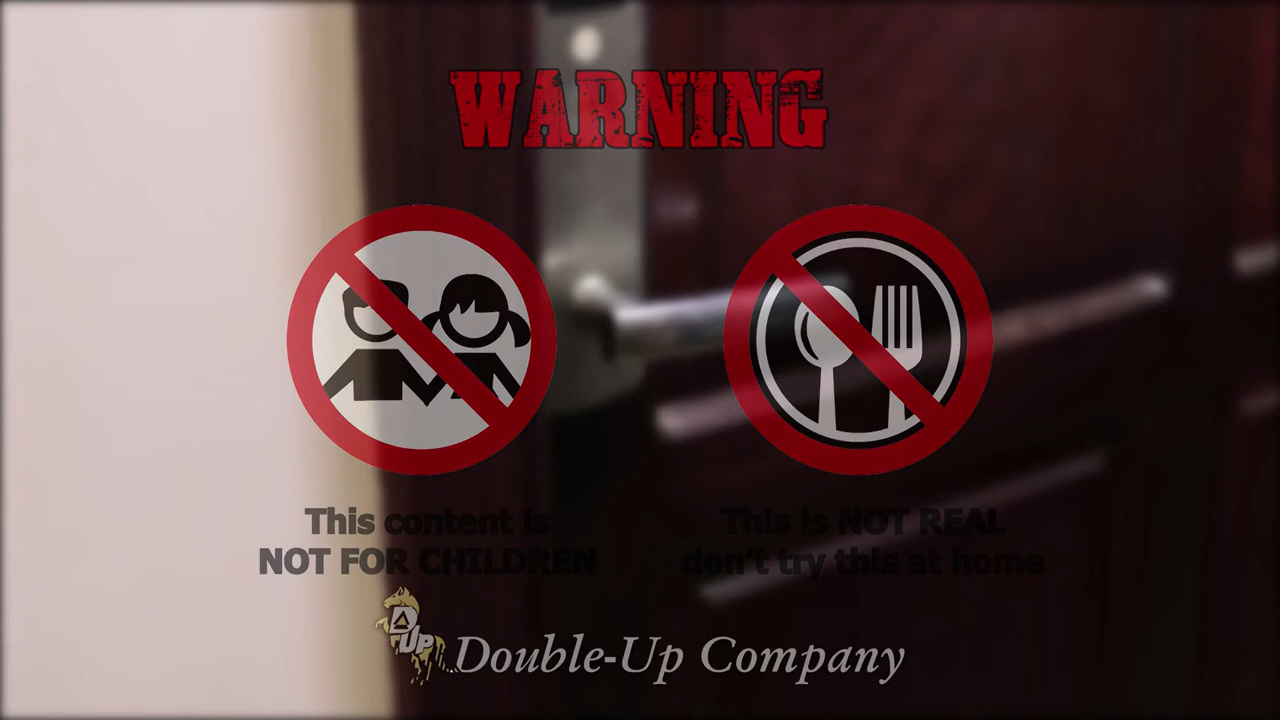 WARNING
This content is
NOT FOR CHILDREN
This is NOT REAL
don't try this at home
D
UP
Double-Up Company